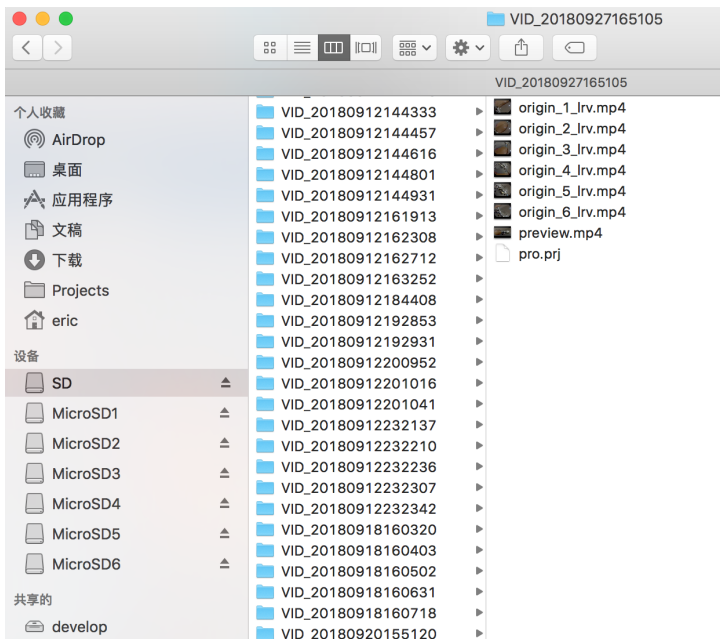 VID_20180927165105
VID_20180927165105
个人收藏
AirDrop
桌面
应用程序
文稿
下载
Projects
eric
设备
SD
MicroSD1
MicroSD2
MicroSD3
MicroSD4
MicroSD5
MicroSD6
共享的
develop
VID_20180912144333
VID_20180912144457
VID_20180912144616
VID_20180912144801
VID_20180912144931
VID_20180912161913
VID_20180912162308
VID_20180912162712
VID_20180912163252
VID_20180912184408
VID_20180912192853
VID_20180912192931
VID_20180912200952
VID_20180912201016
VID_20180912201041
VID_20180912232137
VID_20180912232210
VID_20180912232236
VID_20180912232307
VID_20180912232342
VID_20180918160320
VID_20180918160403
VID_20180918160502
VID_20180918160631
VID_20180918160718
VID_20180920155120
origin_1_lrv.mp4
origin_2_lrv.mp4
origin_3_lrv.mp4
origin_4_lrv.mp4
origin_5_lrv.mp4
origin_6_lrv.mp4
preview.mp4
pro.prj